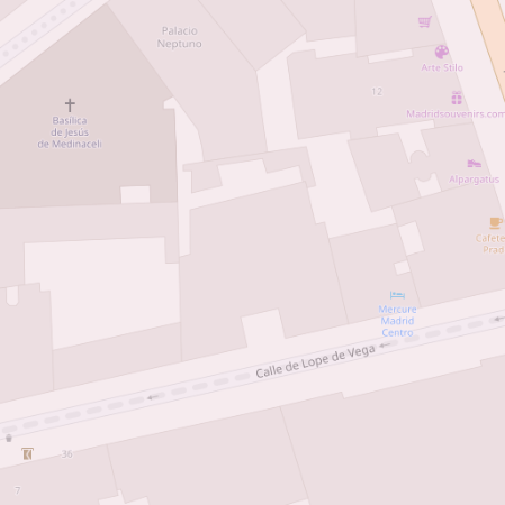 Palacio
Neptuno
Arte Stilo
12
Madridsouvenirs.com
Basílica
de Jesús
de Medinaceli
Alpargatus
Cafete
Prad
Mercure
Madrid
Centro
Calle de Lope de Vega
36
7